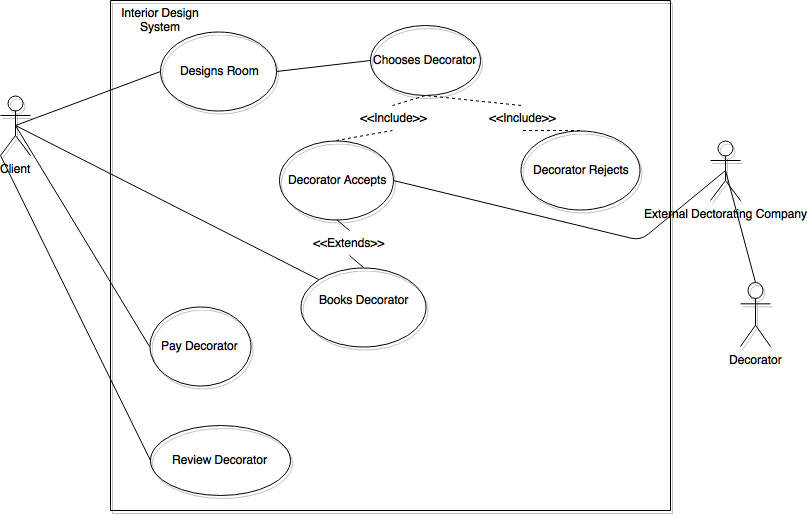 Interior Design
System
Designs Room
Chooses Decorator
<<Include>>
<<Include>>
Client
Decorator Accepts
Decorator Rejects
External Dectorating Company
<<Extends>>
Books Decorator
Pay Decorator
Decorator
Review Decorator